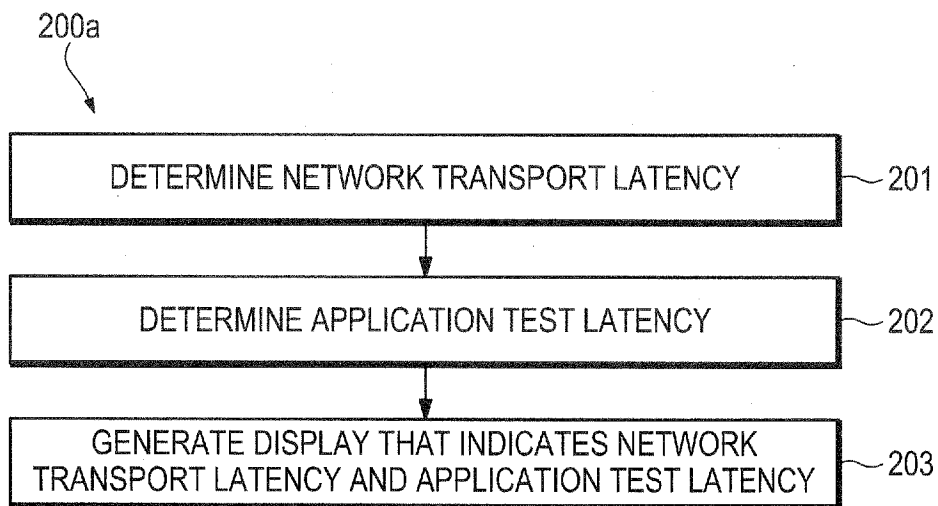 200a
DETERMINE NETWORK TRANSPORT LATENCY
201
DETERMINE APPLICATION TEST LATENCY
202
GENERATE DISPLAY THAT INDICATES NETWORK
TRANSPORT LATENCY AND APPLICATION TEST LATENCY
203